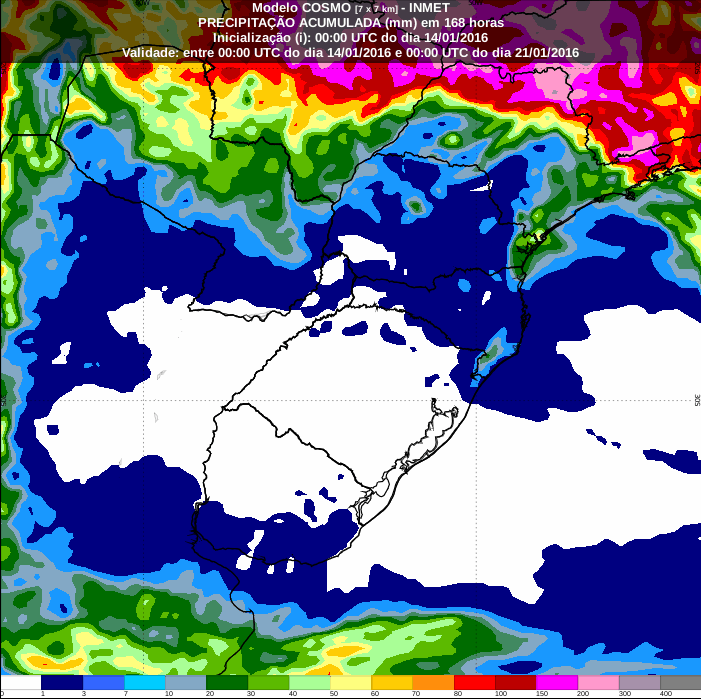 Modelo COSMO [7 x 7 km] - INMET
PRECIPITAÇÃO ACUMULADA (mm) em 168 horas
Inicialização (i): 00:00 UTC do dia 14/01/2016
Validade: entre 00:00 UTC do dia 14/01/2016 e 00:00 UTC do dia 21/01/2016
0 1 3 7 10 20 30 40 50 60 70 80 100 150 200 300 400